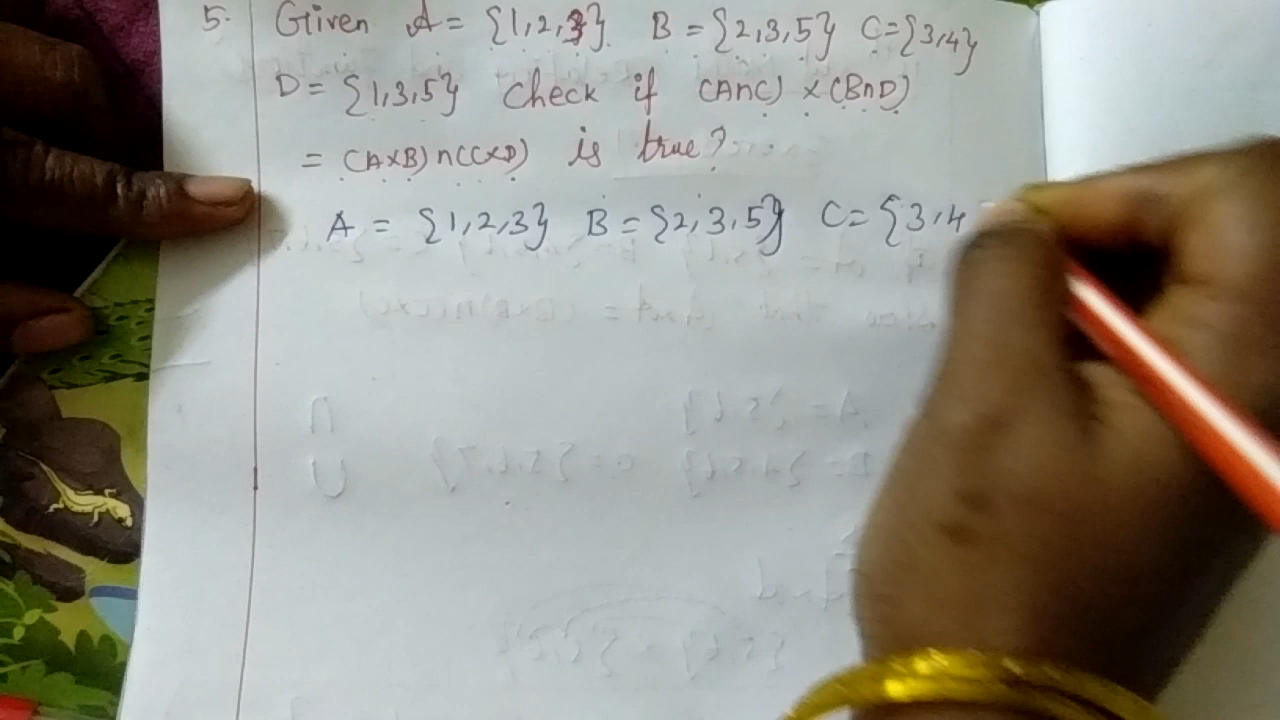 5. Given A = {1,2,3} B = {2,3,5} C={3,4}
D = {1,3,5} Check if (A∩C) × (B∩D)
= (A×B)∩(C×D) is true?
A = {1,2,3} B = {2,3,5} C = {3,4